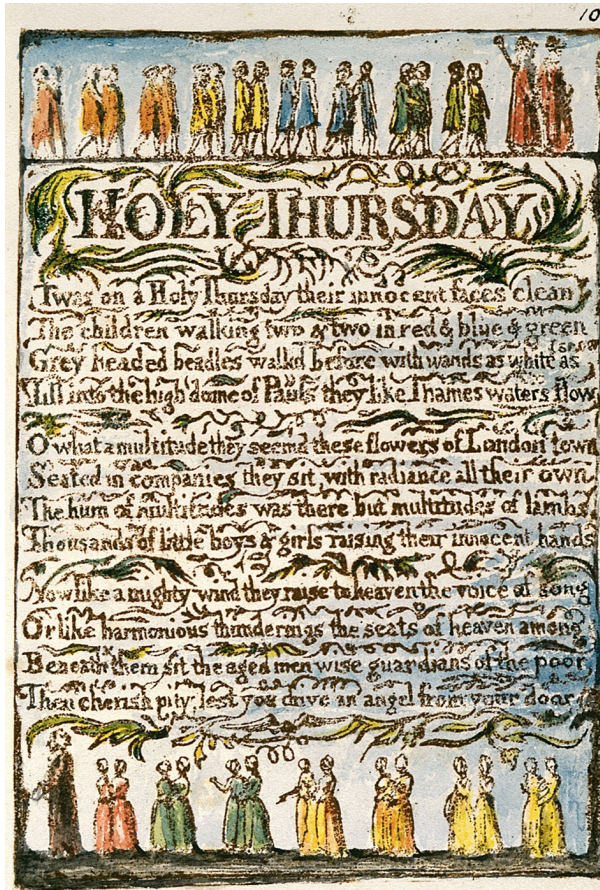 10
HOLY THURSDAY
Twas on a Holy Thursday their innocent faces clean
The children walking two & two in red & blue & green
Grey headed beadles walkd before with wands as white as snow
Till into the high dome of Pauls they like Thames waters flow
O what a multitude they seemd these flowers of London town
Seated in companies they sit with radiance all their own
The hum of multitudes was there but multitudes of lambs
Thousands of little boys & girls raising their innocent hands
Now like a mighty wind they raise to heaven the voice of song
Or like harmonious thunderings the seats of heaven among
Beneath them sit the aged men wise guardians of the poor
Then cherish pity, lest you drive an angel from your door